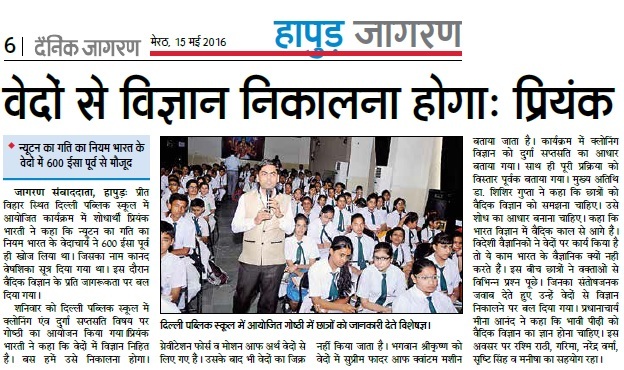 6 दैनिक जागरण मेरठ, 15 मई 2016
हापुड़ जागरण
वेदों से विज्ञान निकालना होगाः प्रियंक
◆ न्यूटन का गति का नियम भारत के
वेदों में 600 ईसा पूर्व से मौजूद
जागरण संवाददाता, हापुड़ः प्रीत
विहार स्थित दिल्ली पब्लिक स्कूल में
आयोजित कार्यक्रम में शोधार्थी प्रियंक
भारती ने कहा कि न्यूटन का गति का
नियम भारत के वेदाचार्य ने 600 ईसा पूर्व
ही खोज लिया था। जिसका नाम कानद
वेषशिका सूत्र दिया गया था। इस दौरान
वैदिक विज्ञान के प्रति जागरूकता पर बल
दिया गया।
शनिवार को दिल्ली पब्लिक स्कूल में
क्लोनिंग एंव दुर्गा सप्तसति विषय पर
गोष्ठी का आयोजन किया गया।प्रियंक
भारती ने कहा कि वेदों में विज्ञान निहित
है। बस हमे उसे निकालना होगा।
दिल्ली पब्लिक स्कूल में आयोजित गोष्ठी में छात्रों को जानकारी देते विशेषज्ञ।
ग्रेवीटेशन फोर्स व मोशन आफ अर्थ वेदों से
लिए गए है। उसके बाद भी वेदों का जिक्र
नहीं किया जाता है। भगवान श्रीकृष्ण को
वेदों में सुप्रीम फादर आफ क्वांटम मशीन
बताया जाता है। कार्यक्रम में क्लोनिंग
विज्ञान को दुर्गा सप्तसति का आधार
बताया गया। साथ ही पूरी प्रक्रिया को
विस्तार पूर्वक बताया गया। मुख्य अतिथि
डा. शिशिर गुप्ता ने कहा कि छात्रों को
वैदिक विज्ञान को समझना चाहिए। उसे
शोध का आधार बनाना चाहिए। कहा कि
भारत विज्ञान में वैदिक काल से आगे है।
विदेशी वैज्ञानिको ने वेदों पर कार्य किया है
तो ये काम भारत के वैज्ञानिक क्यों नहीं
करते है। इस बीच छात्रों ने वक्ताओ से
विभिन्न प्रश्न पूछे। जिनका संतोषजनक
जवाब देते हुए उन्हें वेदों से विज्ञान
निकालने पर बल दिया गया। प्रधानाचार्य
मीना आनंद ने कहा कि भावी पीढ़ी को
वैदिक विज्ञान का ज्ञान होना चाहिए। इस
अवसर पर रश्मि राठी, गरिमा, नरेंद्र वर्मा,
सृष्टि सिंह व मनीषा का सहयोग रहा।